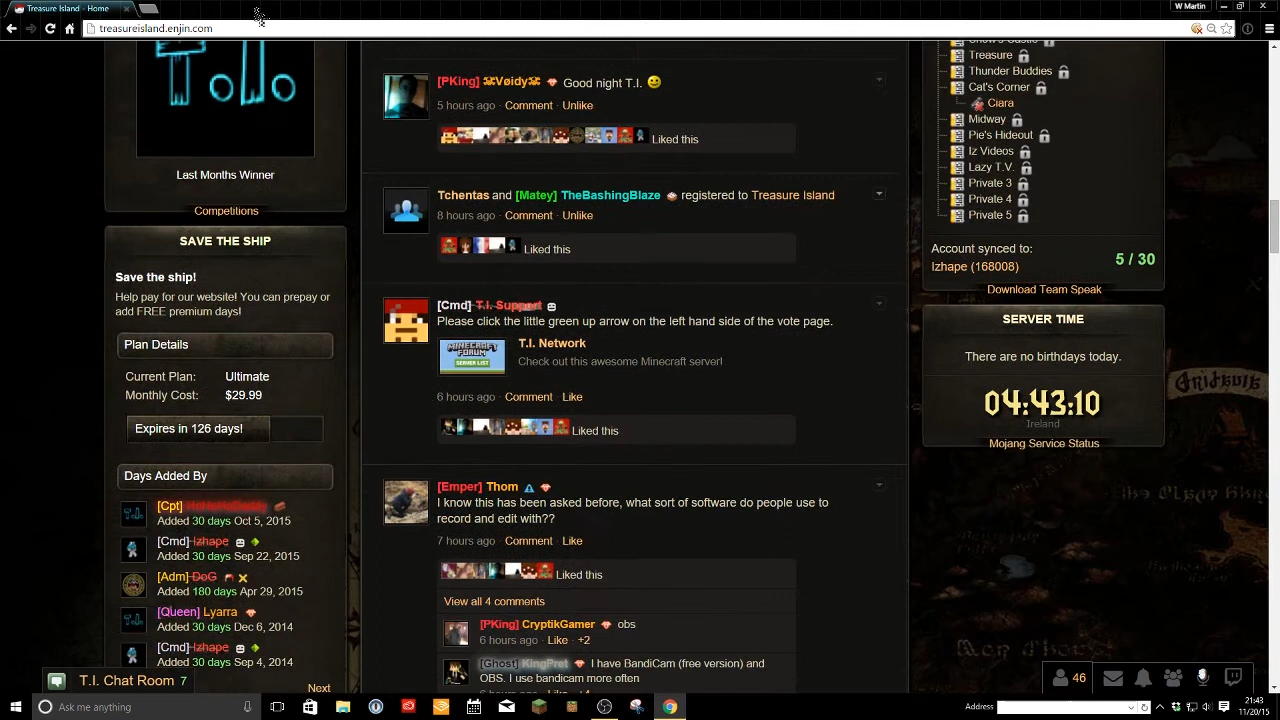 Treasure Island - Home
W Martin
treasureisland.enjin.com
Tolo
Last Months Winner
Competitions
SAVE THE SHIP
Save the ship!
Help pay for our website! You can prepay
or add FREE premium days!
Plan Details
Current Plan: Ultimate
Monthly Cost: $29.99
Expires in 126 days!
Days Added By
[Cpt]
Added 30 days Oct 5, 2015
[Cmd] Izhape
Added 30 days Sep 22, 2015
[Adm] DoG
Added 180 days Apr 29, 2015
[Queen] Lyarra
Added 30 days Dec 6, 2014
[Cmd] Izhape
Added 30 days Sep 4, 2014
Next
T.I. Chat Room 7
[PKing] Vøidy Good night T.I.
5 hours ago · Comment · Unlike
Liked this
Tchentas and [Matey] TheBashingBlaze registered to Treasure Island
8 hours ago · Comment · Unlike
Liked this
[Cmd] T.I. Support
Please click the little green up arrow on the left hand side of the vote page.
MINECRAFT
FORUM
SERVER LIST
T.I. Network
Check out this awesome Minecraft server!
6 hours ago · Comment · Like
Liked this
[Emper] Thom
I know this has been asked before, what sort of software do people use to
record and edit with??
7 hours ago · Comment · Like
Liked this
View all 4 comments
[PKing] CryptikGamer obs
6 hours ago · Like · +2
[Ghost] KingPret I have BandiCam (free version) and
OBS. I use bandicam more often
Treasure
Thunder Buddies
Cat's Corner
Ciara
Midway
Pie's Hideout
Iz Videos
Lazy T.V.
Private 3
Private 4
Private 5
Account synced to:
Izhape (168008)
5 / 30
Download Team Speak
SERVER TIME
There are no birthdays today.
04:43:10
Ireland
Mojang Service Status
46
Ask me anything
Address
21:43
11/20/15